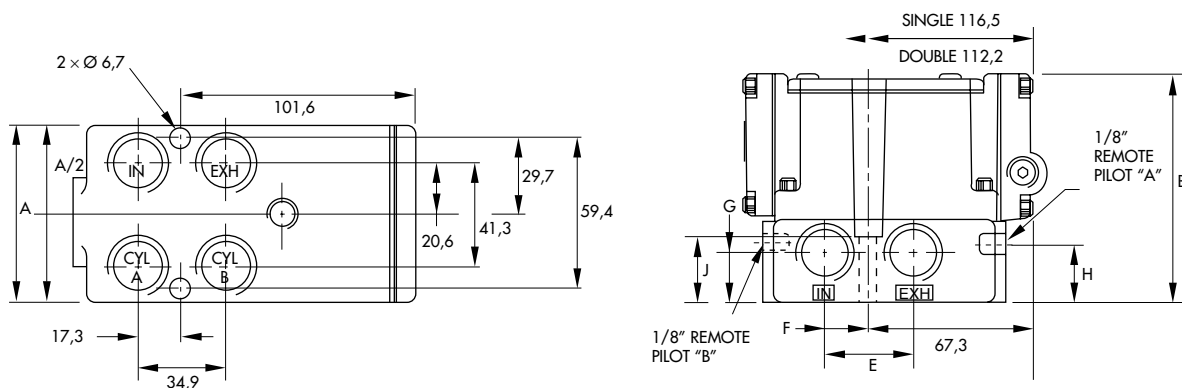 2 × Ø 6,7
101,6
A/2
A
IN
EXH
CYL
A
CYL
B
29,7
20,6
41,3
59,4
17,3
34,9
SINGLE 116,5
DOUBLE 112,2
1/8”
REMOTE
PILOT “A”
G
J
H
IN
EXH
1/8” REMOTE
PILOT “B”
F
E
67,3